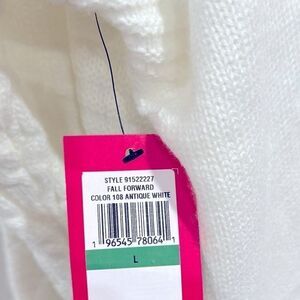 STYLE 91522227
FALL FORWARD
COLOR 108 ANTIQUE WHITE
1 96545 78064 1
L